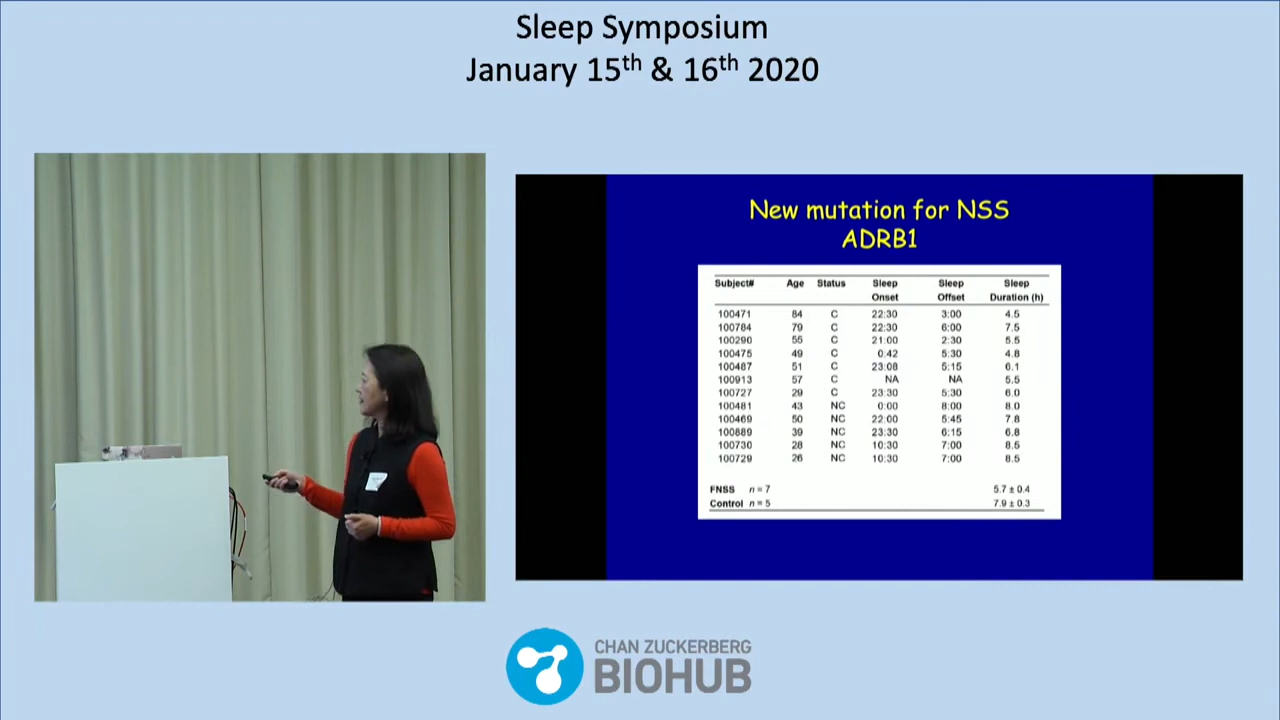 Sleep Symposium
January 15th & 16th 2020
New mutation for NSS
ADRB1
Subject# Age Status Sleep Onset Sleep Offset Sleep Duration (h)
100471 84 C 22:30 3:00 4.5
100784 79 C 22:30 6:00 7.5
100290 55 C 21:00 2:30 5.5
100475 49 C 0:42 5:30 4.8
100487 51 C 23:08 5:15 6.1
100913 57 C NA NA 5.5
100727 29 C 23:30 5:30 6.0
100481 43 NC 0:00 8:00 8.0
100469 50 NC 22:00 5:45 7.8
100889 39 NC 23:30 6:15 6.8
100730 28 NC 10:30 7:00 8.5
100729 26 NC 10:30 7:00 8.5
FNSS n = 7 5.7 ± 0.4
Control n = 5 7.9 ± 0.3
CHAN ZUCKERBERG
BIOHUB